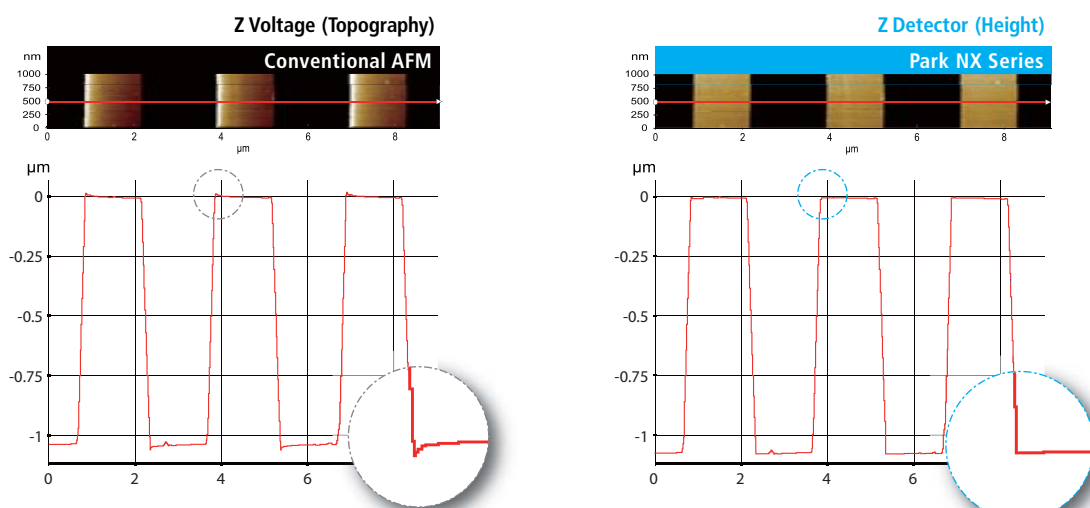 Z Voltage (Topography)
Conventional AFM
nm
1000
750
500
250
0
0 2 4 6 8
µm
µm
0
-0.25
-0.5
-0.75
-1
0 2 4 6
Z Detector (Height)
Park NX Series
nm
1000
750
500
250
0
0 2 4 6 8
µm
µm
0
-0.25
-0.5
-0.75
-1
0 2 4 6